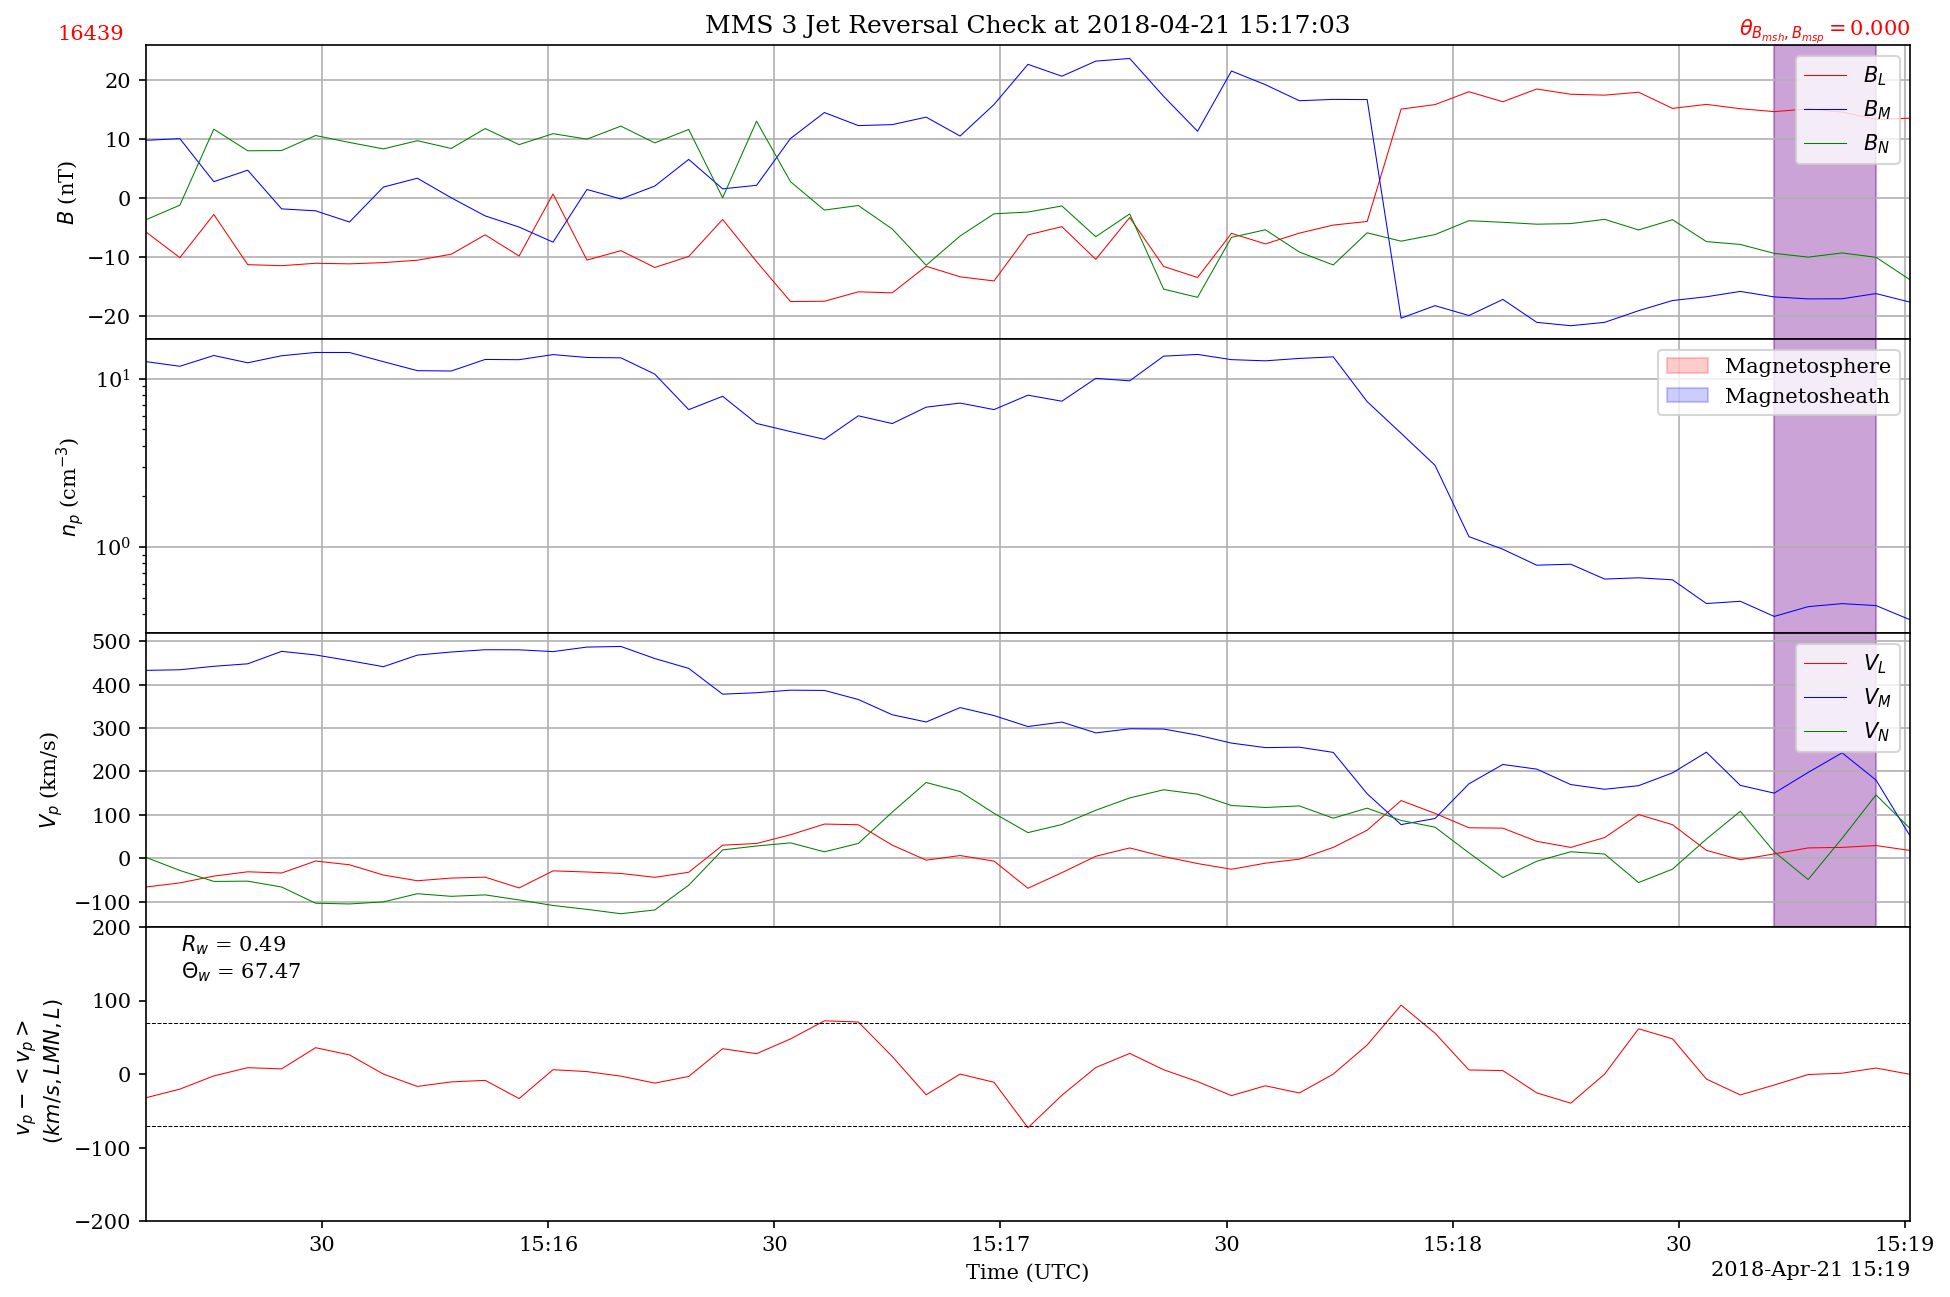 16439
MMS 3 Jet Reversal Check at 2018-04-21 15:17:03
θ_{B_{msh}, B_{msp}} = 0.000
B (nT)
20
10
0
−10
−20
B_L
B_M
B_N
n_p (cm^{−3})
10^1
10^0
Magnetosphere
Magnetosheath
V_p (km/s)
500
400
300
200
100
0
−100
V_L
V_M
V_N
v_p − < v_p >
(km/s, LMN, L)
200
100
0
−100
−200
R_w = 0.49
Θ_w = 67.47
30 15:16 30 15:17 30 15:18 30 15:19
Time (UTC)
2018-Apr-21 15:19